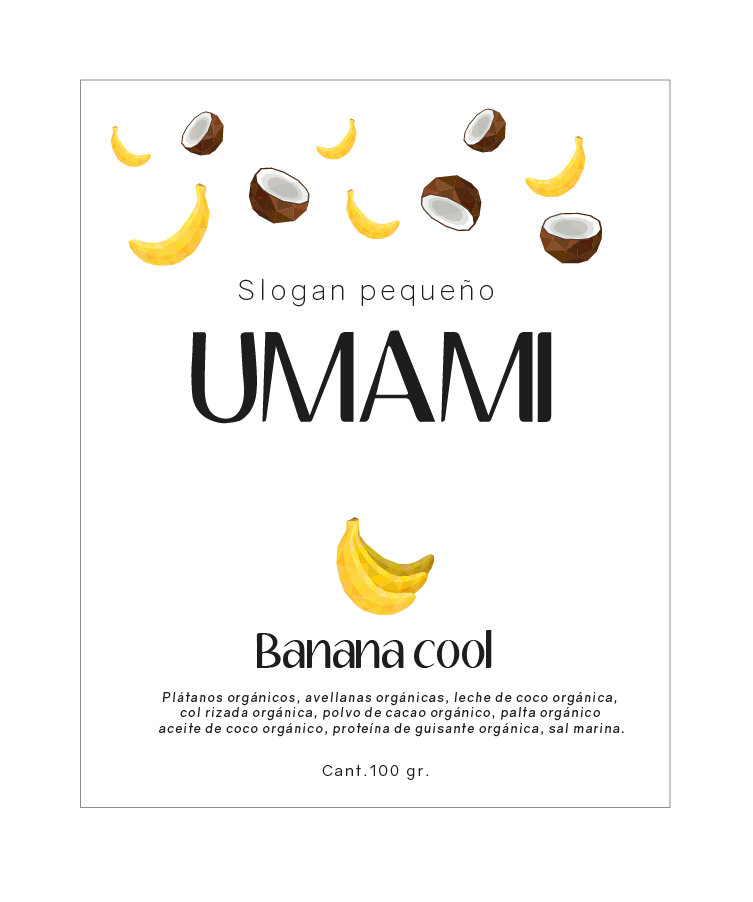 Slogan pequeño
UMAMI
Banana cool
Plátanos orgánicos, avellanas orgánicas, leche de coco orgánica,
col rizada orgánica, polvo de cacao orgánico, palta orgánico
aceite de coco orgánico, proteína de guisante orgánica, sal marina.
Cant.100 gr.